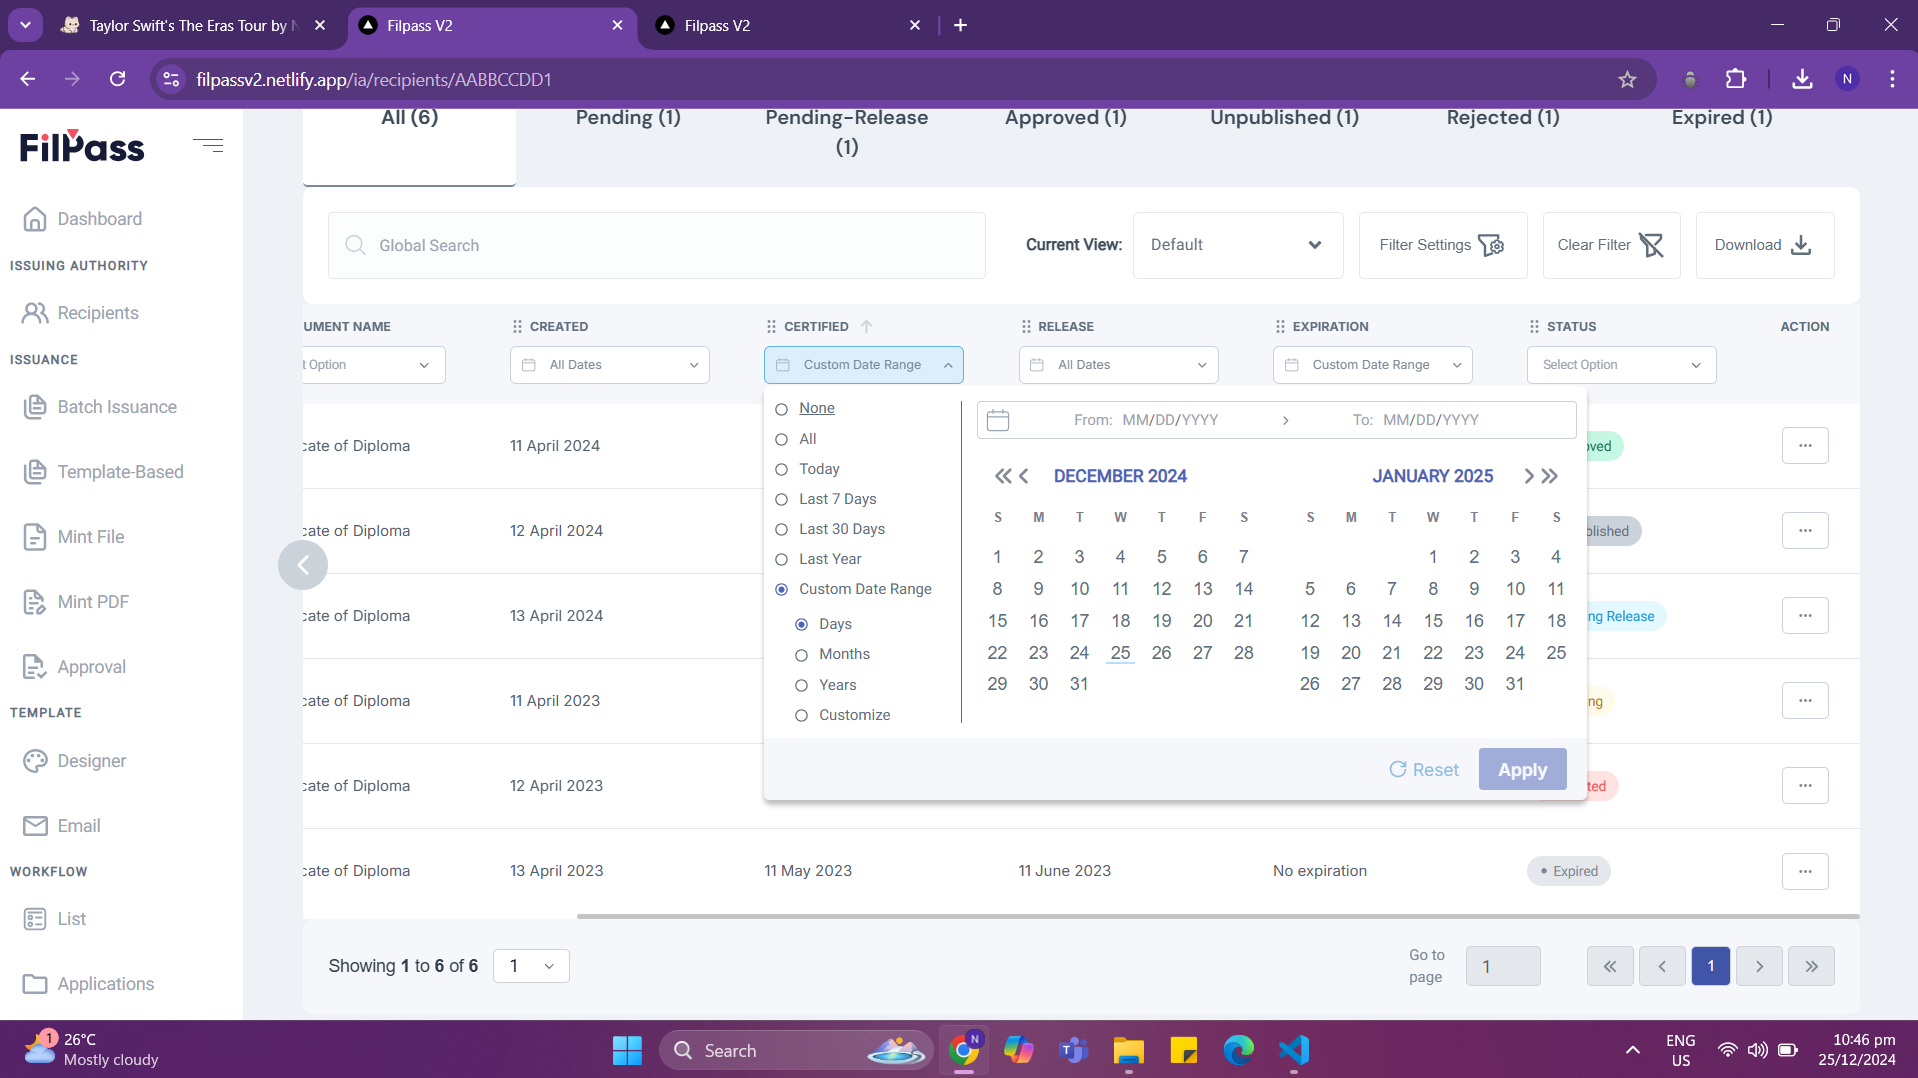 Taylor Swift's The Eras Tour by N
Filpass V2
Filpass V2
filpassv2.netlify.app/ia/recipients/AABBCCDD1
N
FilPass
Dashboard
ISSUING AUTHORITY
Recipients
ISSUANCE
Batch Issuance
Template-Based
Mint File
Mint PDF
Approval
TEMPLATE
Designer
Email
WORKFLOW
List
Applications
All (6)
Pending (1)
Pending-Release
(1)
Approved (1)
Unpublished (1)
Rejected (1)
Expired (1)
Global Search
Current View:
Default
Filter Settings
Clear Filter
Download
UMENT NAME
CREATED
CERTIFIED
RELEASE
EXPIRATION
STATUS
ACTION
t Option
All Dates
Custom Date Range
All Dates
Custom Date Range
Select Option
cate of Diploma
11 April 2024
oved
cate of Diploma
12 April 2024
blished
cate of Diploma
13 April 2024
ng Release
cate of Diploma
11 April 2023
ng
cate of Diploma
12 April 2023
ted
cate of Diploma
13 April 2023
11 May 2023
11 June 2023
No expiration
Expired
None
All
Today
Last 7 Days
Last 30 Days
Last Year
Custom Date Range
Days
Months
Years
Customize
From: MM/DD/YYYY
To: MM/DD/YYYY
DECEMBER 2024
S M T W T F S
1 2 3 4 5 6 7
8 9 10 11 12 13 14
15 16 17 18 19 20 21
22 23 24 25 26 27 28
29 30 31
JANUARY 2025
S M T W T F S
1 2 3 4
5 6 7 8 9 10 11
12 13 14 15 16 17 18
19 20 21 22 23 24 25
26 27 28 29 30 31
Reset
Apply
Showing 1 to 6 of 6
1
Go to
page
1
1
1
26°C
Mostly cloudy
Search
N
ENG
US
10:46 pm
25/12/2024